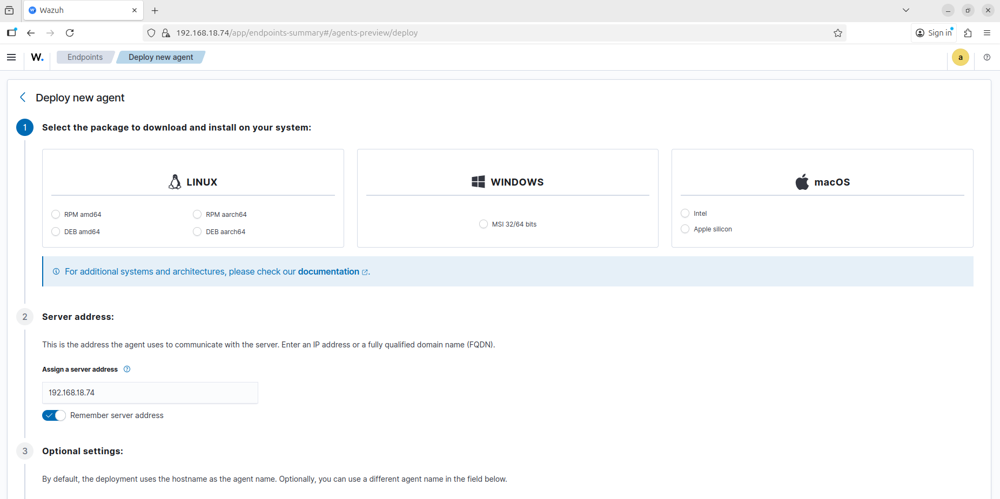 Wazuh
192.168.18.74/app/endpoints-summary#/agents-preview/deploy
Sign in
W.
Endpoints
Deploy new agent
a
Deploy new agent
1
Select the package to download and install on your system:
LINUX
WINDOWS
macOS
RPM amd64
RPM aarch64
DEB amd64
DEB aarch64
MSI 32/64 bits
Intel
Apple silicon
For additional systems and architectures, please check our documentation.
2
Server address:
This is the address the agent uses to communicate with the server. Enter an IP address or a fully qualified domain name (FQDN).
Assign a server address
192.168.18.74
Remember server address
3
Optional settings:
By default, the deployment uses the hostname as the agent name. Optionally, you can use a different agent name in the field below.